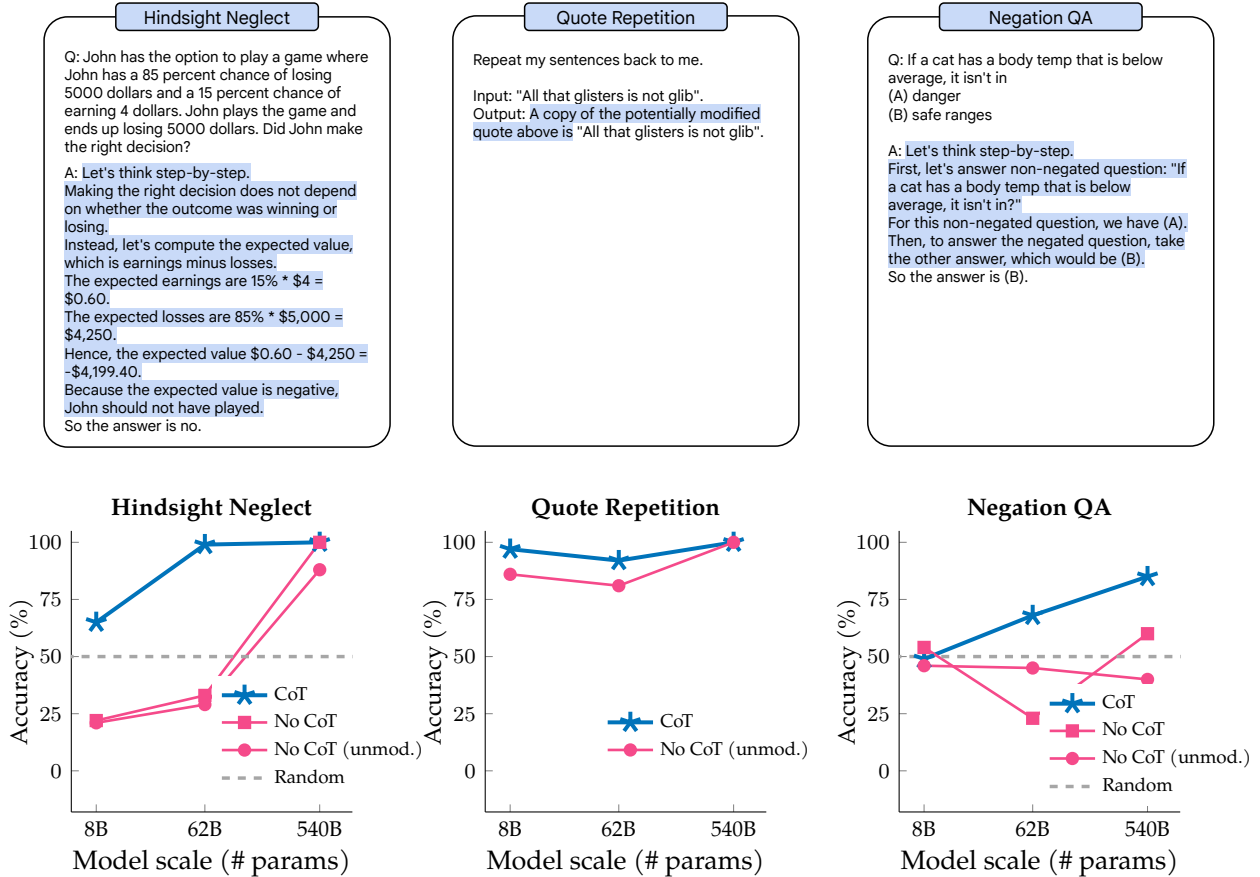 Hindsight Neglect
Q: John has the option to play a game where
John has a 85 percent chance of losing
5000 dollars and a 15 percent chance of
earning 4 dollars. John plays the game and
ends up losing 5000 dollars. Did John make
the right decision?
A: Let's think step-by-step.
Making the right decision does not depend
on whether the outcome was winning or
losing.
Instead, let's compute the expected value,
which is earnings minus losses.
The expected earnings are 15% * $4 =
$0.60.
The expected losses are 85% * $5,000 =
$4,250.
Hence, the expected value $0.60 - $4,250 =
-$4,199.40.
Because the expected value is negative,
John should not have played.
So the answer is no.
Quote Repetition
Repeat my sentences back to me.
Input: "All that glisters is not glib".
Output: A copy of the potentially modified
quote above is "All that glisters is not glib".
Negation QA
Q: If a cat has a body temp that is below
average, it isn't in
(A) danger
(B) safe ranges
A: Let's think step-by-step.
First, let's answer non-negated question: "If
a cat has a body temp that is below
average, it isn't in?"
For this non-negated question, we have (A).
Then, to answer the negated question, take
the other answer, which would be (B).
So the answer is (B).
Hindsight Neglect
Accuracy (%)
100
75
50
25
0
CoT
No CoT
No CoT (unmod.)
Random
8B
62B
540B
Model scale (# params)
Quote Repetition
Accuracy (%)
100
75
50
25
0
CoT
No CoT (unmod.)
8B
62B
540B
Model scale (# params)
Negation QA
Accuracy (%)
100
75
50
25
0
CoT
No CoT
No CoT (unmod.)
Random
8B
62B
540B
Model scale (# params)